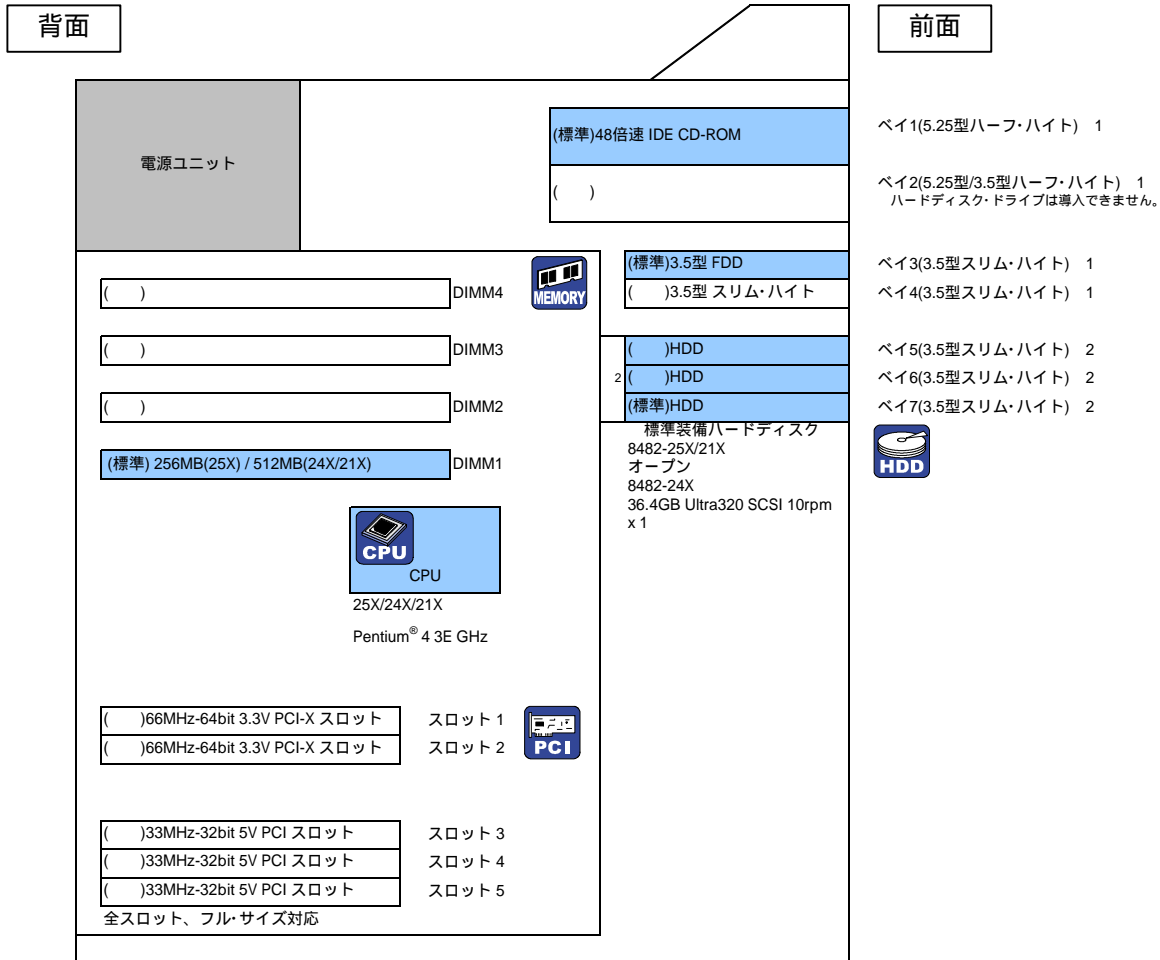 背面
前面
電源ユニット
(標準)48倍速 IDE CD-ROM
ベイ1(5.25型ハーフ・ハイト) 1
( )
ベイ2(5.25型/3.5型ハーフ・ハイト) 1
ハードディスク・ドライブは導入できません。
(標準)3.5型 FDD
ベイ3(3.5型スリム・ハイト) 1
( )3.5型 スリム・ハイト
ベイ4(3.5型スリム・ハイト) 1
( )
DIMM4
MEMORY
( )
DIMM3
( )HDD
ベイ5(3.5型スリム・ハイト) 2
2
( )HDD
ベイ6(3.5型スリム・ハイト) 2
( )
DIMM2
(標準)HDD
ベイ7(3.5型スリム・ハイト) 2
HDD
標準装備ハードディスク
8482-25X/21X
オープン
8482-24X
36.4GB Ultra320 SCSI 10rpm
x 1
(標準) 256MB(25X) / 512MB(24X/21X)
DIMM1
CPU
CPU
25X/24X/21X
Pentium® 4 3E GHz
( )66MHz-64bit 3.3V PCI-X スロット
スロット 1
( )66MHz-64bit 3.3V PCI-X スロット
スロット 2
PCI
( )33MHz-32bit 5V PCI スロット
スロット 3
( )33MHz-32bit 5V PCI スロット
スロット 4
( )33MHz-32bit 5V PCI スロット
スロット 5
全スロット、フル・サイズ対応